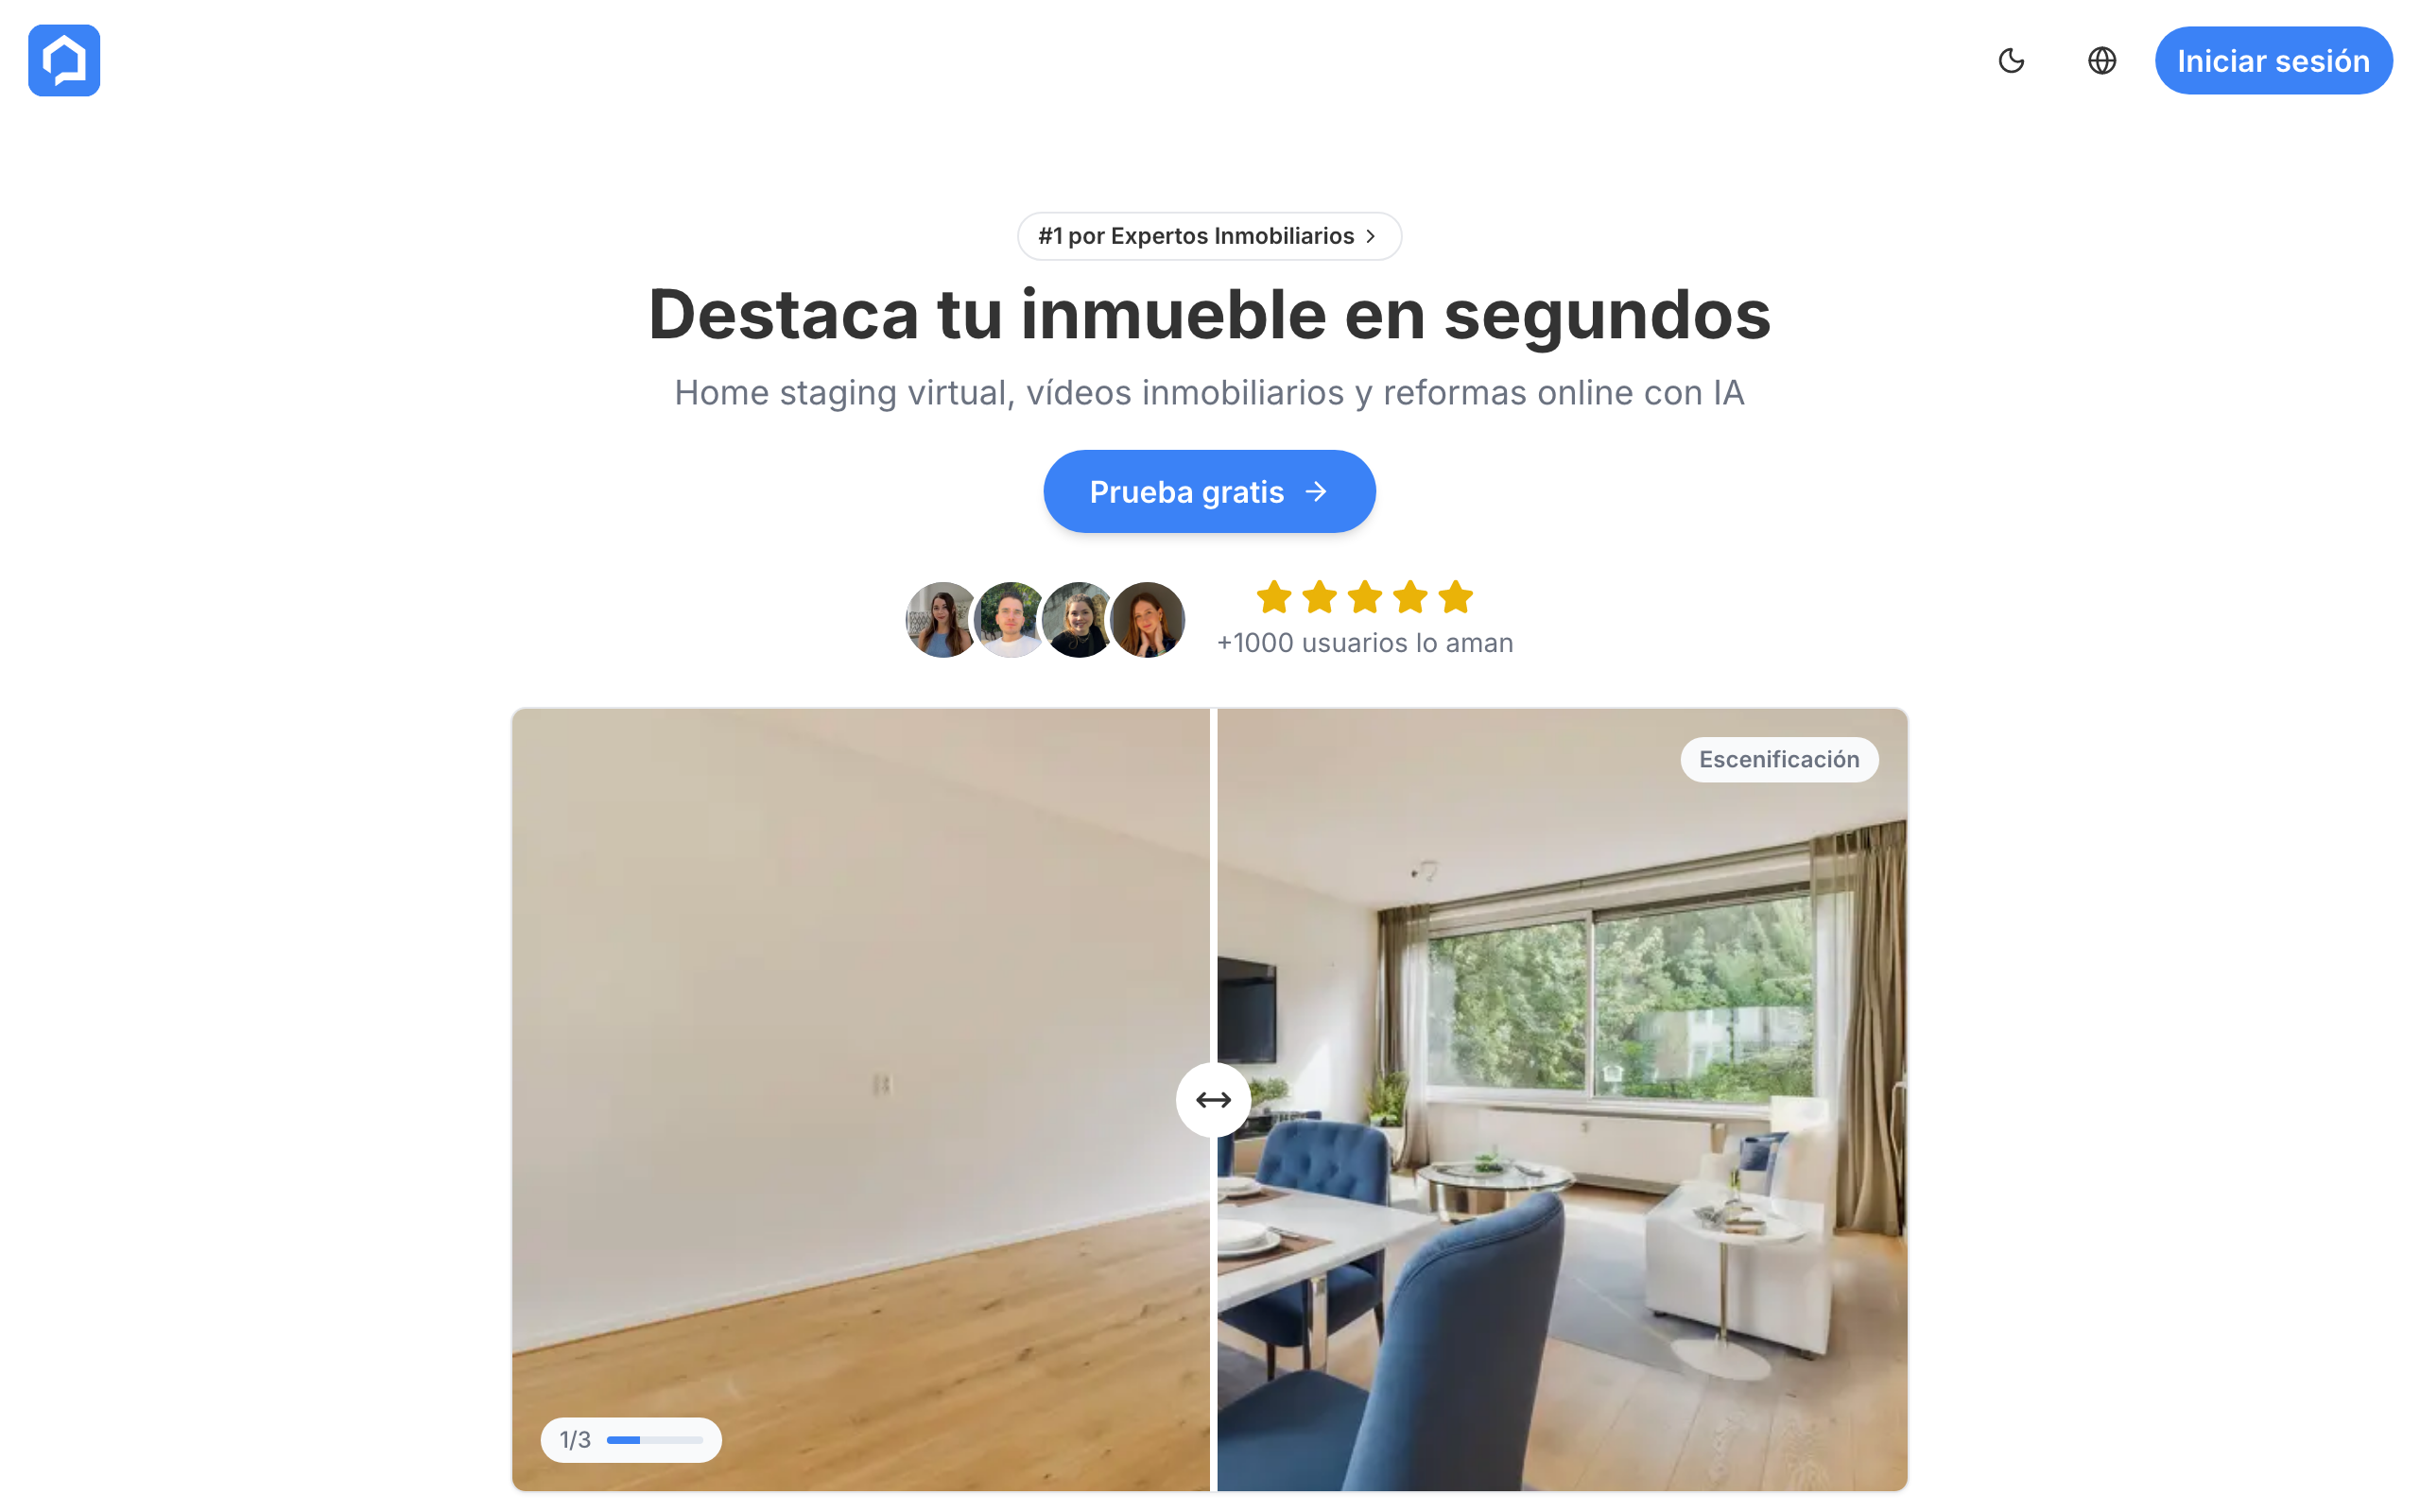 Iniciar sesión
#1 por Expertos Inmobiliarios
Destaca tu inmueble en segundos
Home staging virtual, vídeos inmobiliarios y reformas online con IA
Prueba gratis
+1000 usuarios lo aman
Escenificación
1/3